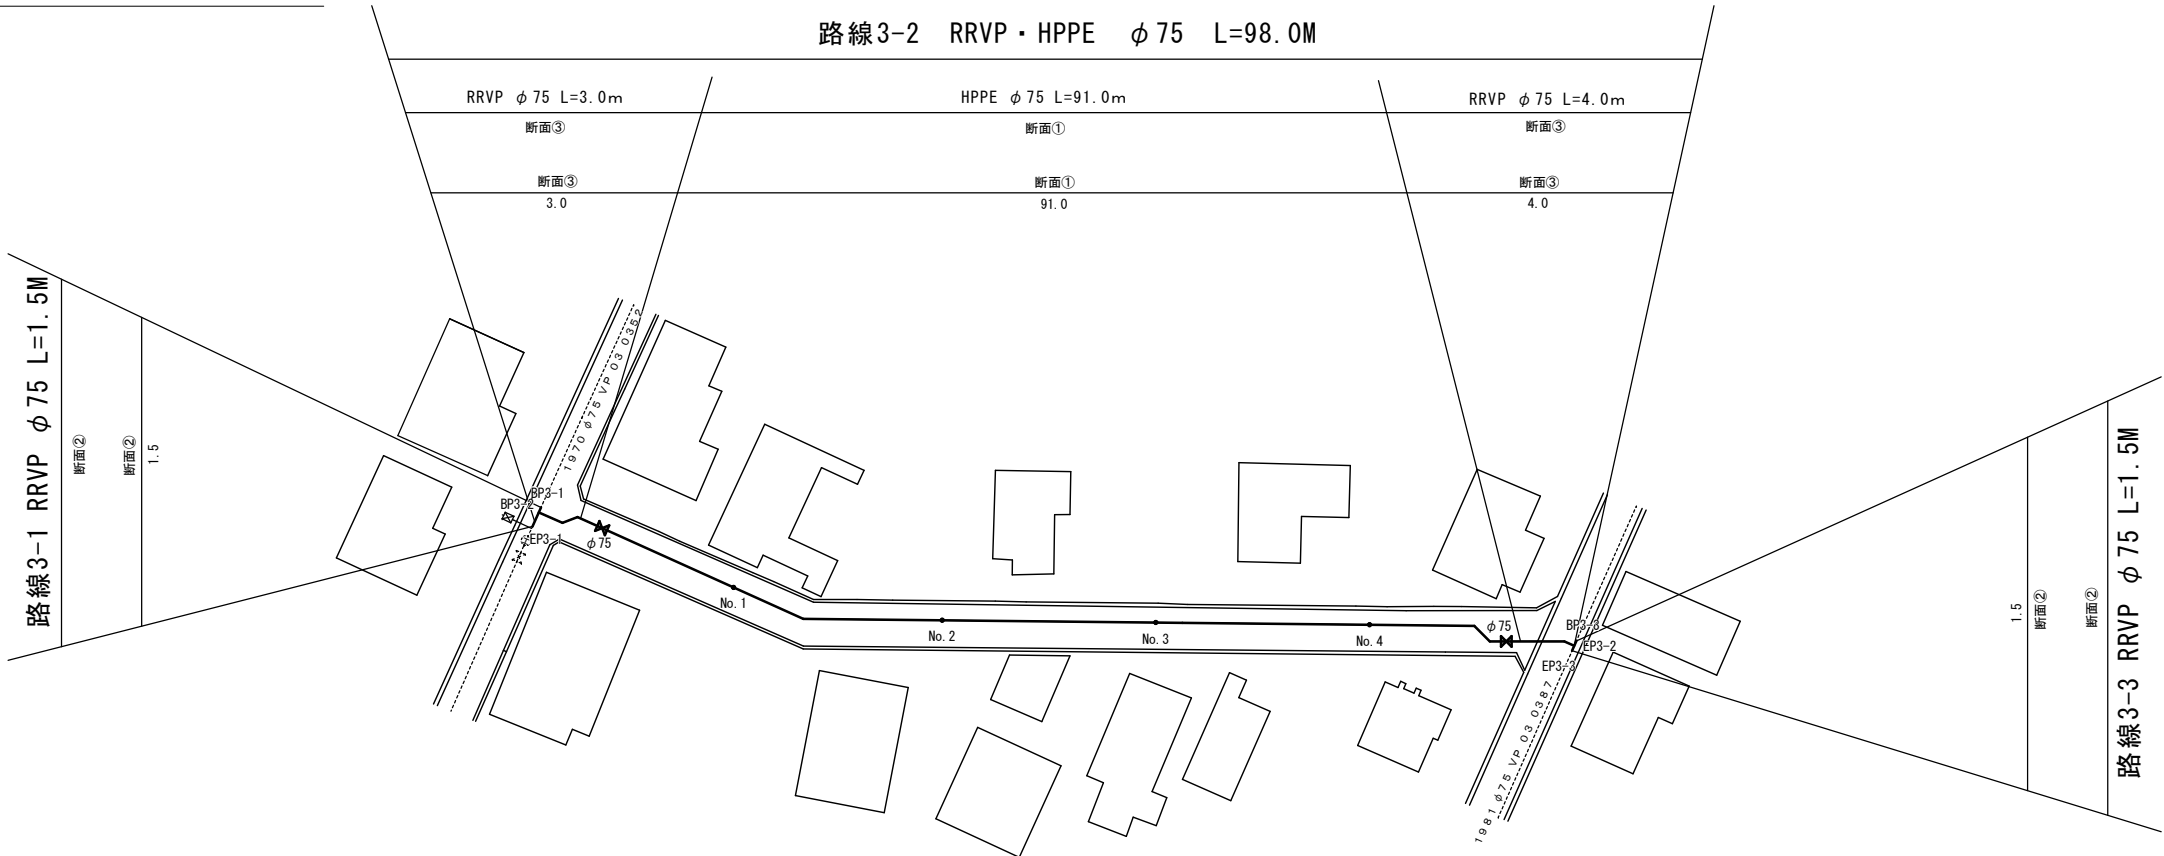 路線3-2 RRVP・HPPE φ75 L=98.0M
RRVP φ75 L=3.0m
HPPE φ75 L=91.0m
RRVP φ75 L=4.0m
断面③
断面①
断面③
断面③
断面①
断面③
3.0
91.0
4.0
路線3-1 RRVP φ75 L=1.5M
断面②
断面②
1.5
1970 φ75 VP 03 0352
BP3-1
BP3-2
EP3-1
φ75
No.1
No.2
No.3
No.4
φ75
BP3-3
EP3-2
EP3-3
1981 φ75 VP 03 0387
1.5
断面②
断面②
路線3-3 RRVP φ75 L=1.5M